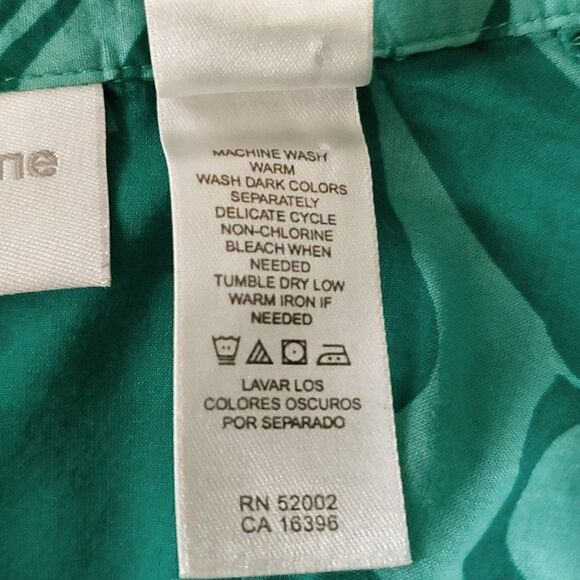 MACHINE WASH
WARM
WASH DARK COLORS
SEPARATELY
DELICATE CYCLE
NON-CHLORINE
BLEACH WHEN
NEEDED
TUMBLE DRY LOW
WARM IRON IF
NEEDED
LAVAR LOS
COLORES OSCUROS
POR SEPARADO
RN 52002
CA 16396